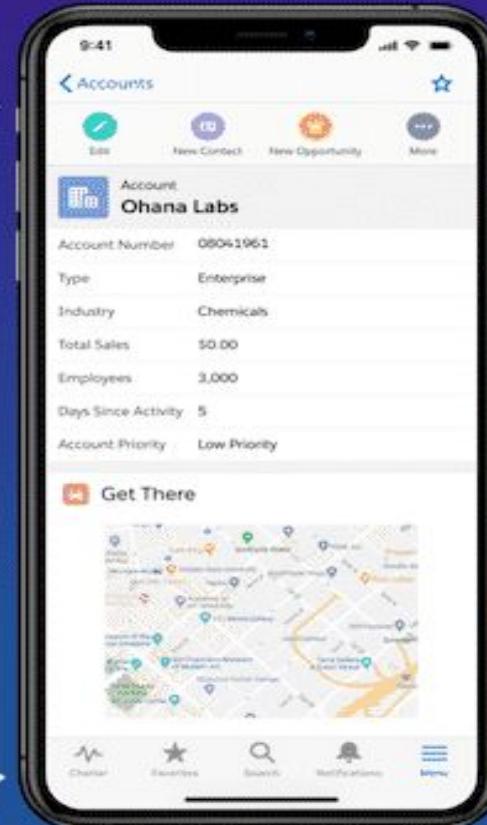 9:41
Accounts
Edit
New Contact
New Opportunity
More
Account
Ohana Labs
Account Number 08041961
Type Enterprise
Industry Chemicals
Total Sales $0.00
Employees 3,000
Days Since Activity 5
Account Priority Low Priority
Get There
Chatter
Favorites
Search
Notifications
Menu